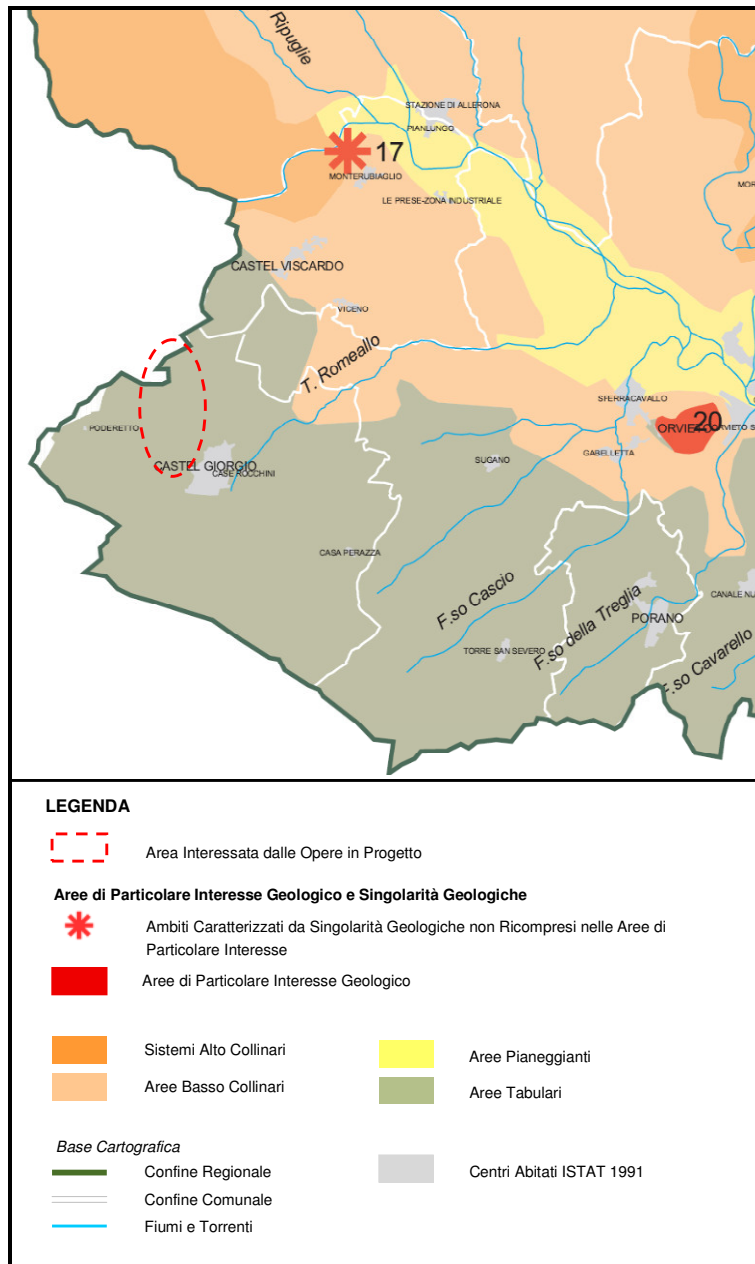 Ripuglie
STAZIONE DI ALLERONA
PIANLUNGO
17
MONTERUBIAGLIO
LE PRESE-ZONA INDUSTRIALE
MOR
CASTEL VISCARDO
VICENO
T. Romeallo
SFERRACAVALLO
20
ORVIETO
ORVIETO S
PODERETTO
GABELLETTA
SUGANO
CASTEL GIORGIO
CASE ROCCHINI
CASA PERAZZA
F.so Cascio
F.so della Treglia
CANALE NU
PORANO
TORRE SAN SEVERO
F.so Cavarello
LEGENDA
Area Interessata dalle Opere in Progetto
Aree di Particolare Interesse Geologico e Singolarità Geologiche
Ambiti Caratterizzati da Singolarità Geologiche non Ricompresi nelle Aree di
Particolare Interesse
Aree di Particolare Interesse Geologico
Sistemi Alto Collinari
Aree Pianeggianti
Aree Basso Collinari
Aree Tabulari
Base Cartografica
Confine Regionale
Centri Abitati ISTAT 1991
Confine Comunale
Fiumi e Torrenti